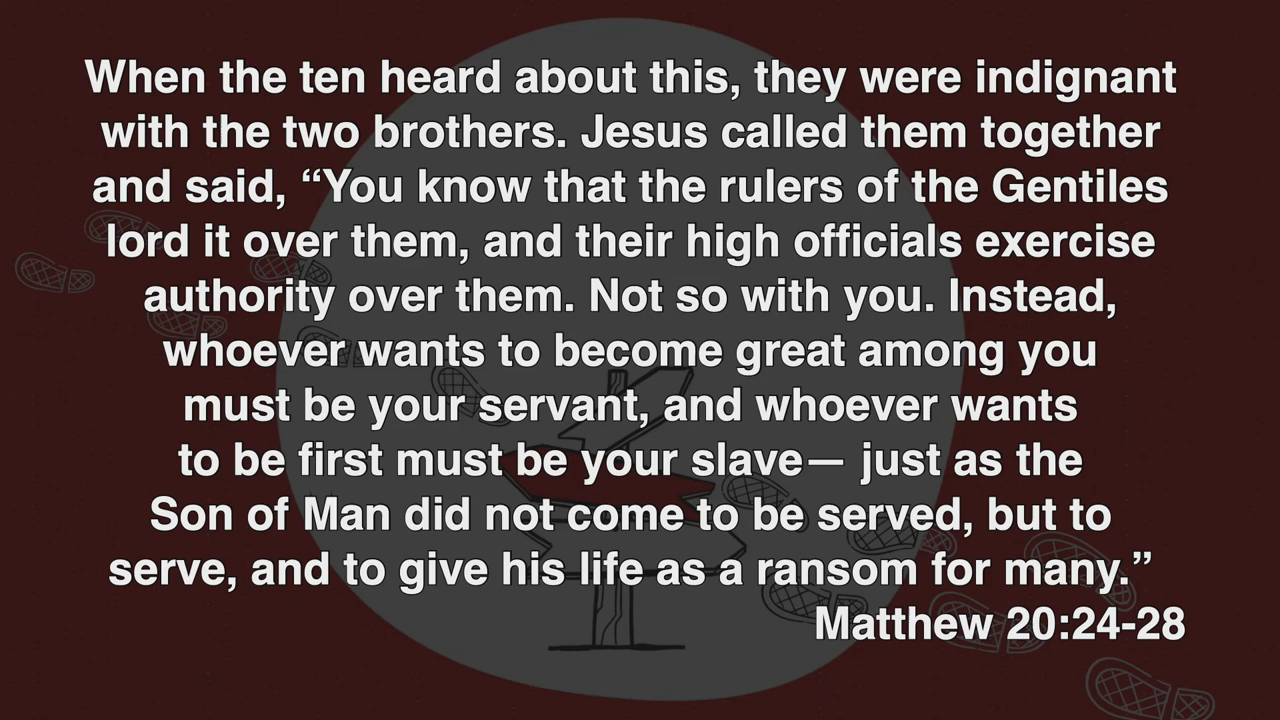 When the ten heard about this, they were indignant
with the two brothers. Jesus called them together
and said, “You know that the rulers of the Gentiles
lord it over them, and their high officials exercise
authority over them. Not so with you. Instead,
whoever wants to become great among you
must be your servant, and whoever wants
to be first must be your slave— just as the
Son of Man did not come to be served, but to
serve, and to give his life as a ransom for many.”
Matthew 20:24-28